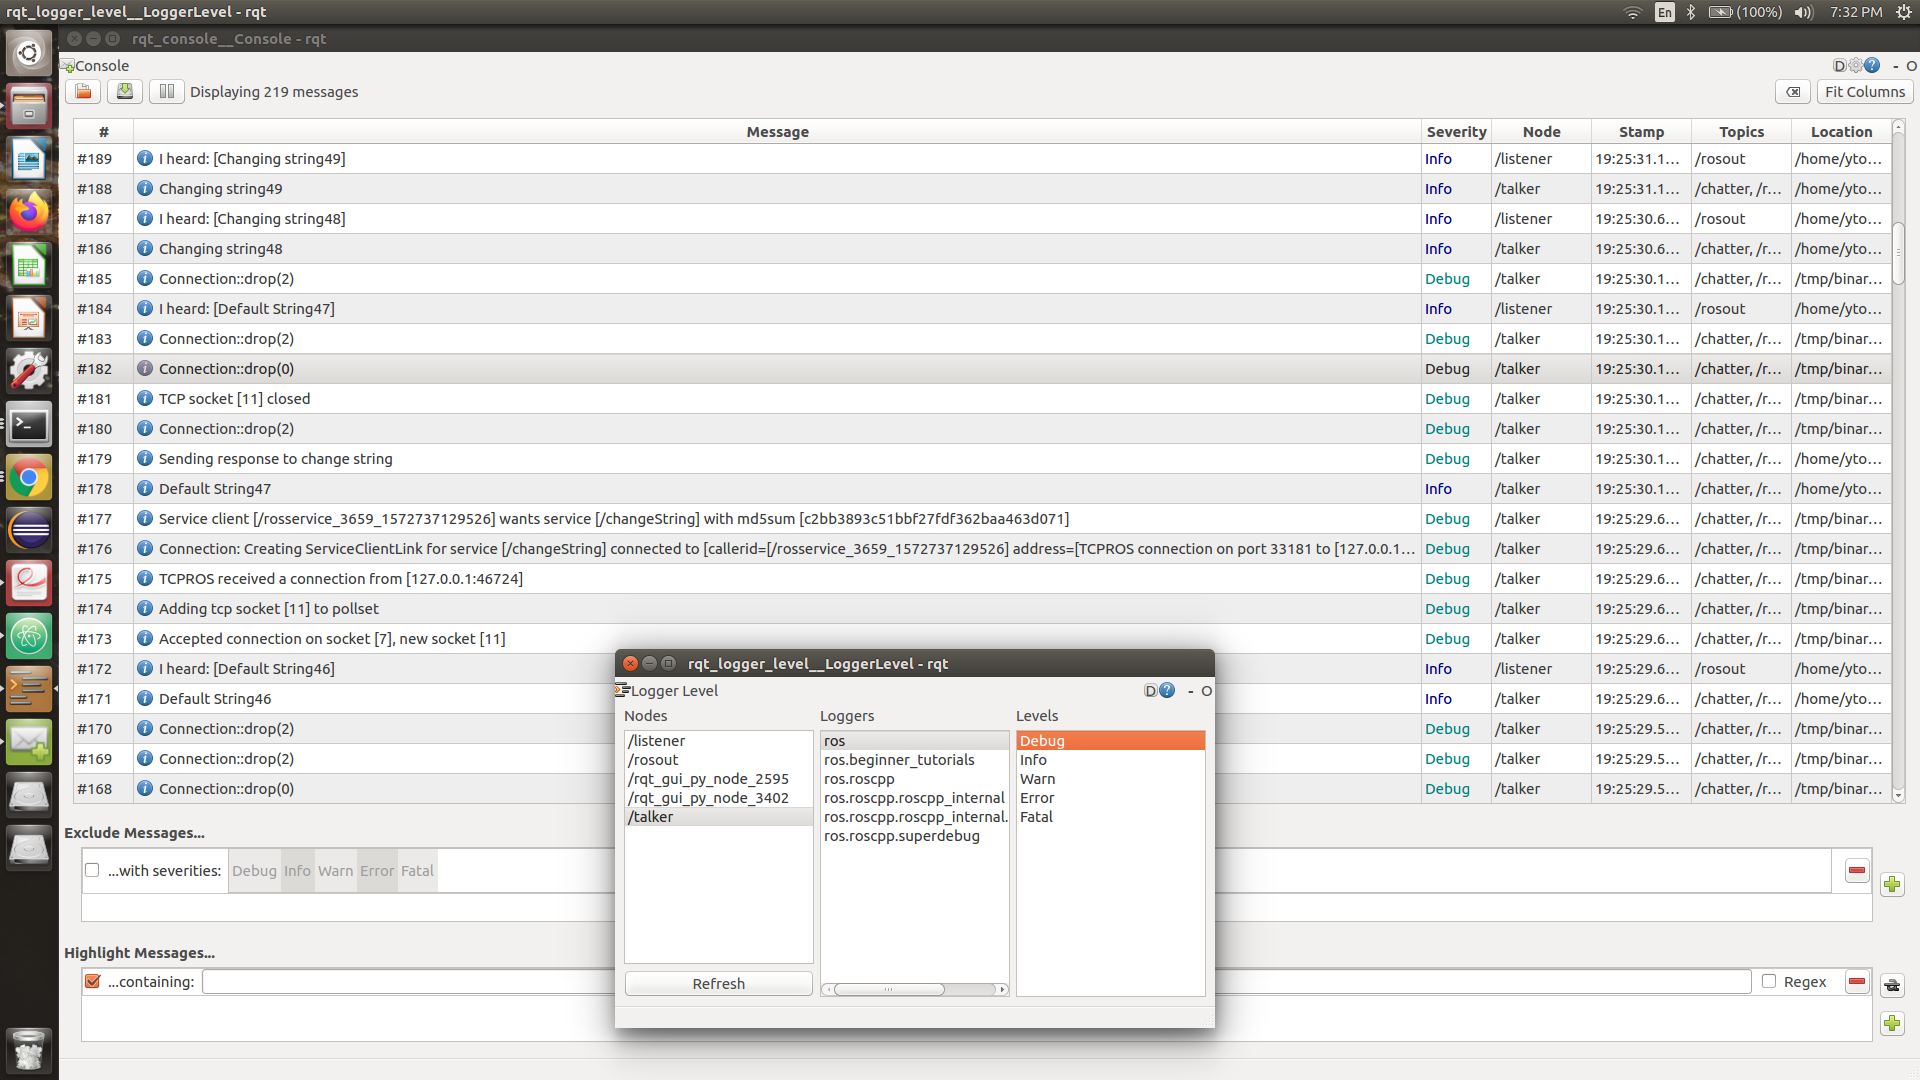 rqt_logger_level__LoggerLevel - rqt
En (100%) 7:32 PM
rqt_console__Console - rqt
Console D ? - O
Displaying 219 messages Fit Columns
# Message Severity Node Stamp Topics Location
#189 I heard: [Changing string49] Info /listener 19:25:31.1... /rosout /home/yto...
#188 Changing string49 Info /talker 19:25:31.1... /chatter, /r... /home/yto...
#187 I heard: [Changing string48] Info /listener 19:25:30.6... /rosout /home/yto...
#186 Changing string48 Info /talker 19:25:30.6... /chatter, /r... /home/yto...
#185 Connection::drop(2) Debug /talker 19:25:30.1... /chatter, /r... /tmp/binar...
#184 I heard: [Default String47] Info /listener 19:25:30.1... /rosout /home/yto...
#183 Connection::drop(2) Debug /talker 19:25:30.1... /chatter, /r... /tmp/binar...
#182 Connection::drop(0) Debug /talker 19:25:30.1... /chatter, /r... /tmp/binar...
#181 TCP socket [11] closed Debug /talker 19:25:30.1... /chatter, /r... /tmp/binar...
#180 Connection::drop(2) Debug /talker 19:25:30.1... /chatter, /r... /tmp/binar...
#179 Sending response to change string Debug /talker 19:25:30.1... /chatter, /r... /home/yto...
#178 Default String47 Info /talker 19:25:30.1... /chatter, /r... /home/yto...
#177 Service client [/rosservice_3659_1572737129526] wants service [/changeString] with md5sum [c2bb3893c51bbf27fdf362baa463d071] Debug /talker 19:25:29.6... /chatter, /r... /tmp/binar...
#176 Connection: Creating ServiceClientLink for service [/changeString] connected to [callerid=[/rosservice_3659_1572737129526] address=[TCPROS connection on port 33181 to [127.0.0.1... Debug /talker 19:25:29.6... /chatter, /r... /tmp/binar...
#175 TCPROS received a connection from [127.0.0.1:46724] Debug /talker 19:25:29.6... /chatter, /r... /tmp/binar...
#174 Adding tcp socket [11] to pollset Debug /talker 19:25:29.6... /chatter, /r... /tmp/binar...
#173 Accepted connection on socket [7], new socket [11] Debug /talker 19:25:29.6... /chatter, /r... /tmp/binar...
#172 I heard: [Default String46] Info /listener 19:25:29.6... /rosout /home/yto...
#171 Default String46 Info /talker 19:25:29.6... /chatter, /r... /home/yto...
#170 Connection::drop(2) Debug /talker 19:25:29.5... /chatter, /r... /tmp/binar...
#169 Connection::drop(2) Debug /talker 19:25:29.5... /chatter, /r... /tmp/binar...
#168 Connection::drop(0) Debug /talker 19:25:29.5... /chatter, /r... /tmp/binar...
Exclude Messages...
...with severities: Debug Info Warn Error Fatal
Highlight Messages...
...containing: Regex
rqt_logger_level__LoggerLevel - rqt
Logger Level D ? - O
Nodes Loggers Levels
/listener ros Debug
/rosout ros.beginner_tutorials Info
/rqt_gui_py_node_2595 ros.roscpp Warn
/rqt_gui_py_node_3402 ros.roscpp.roscpp_internal Error
/talker ros.roscpp.roscpp_internal. Fatal
ros.roscpp.superdebug
Refresh